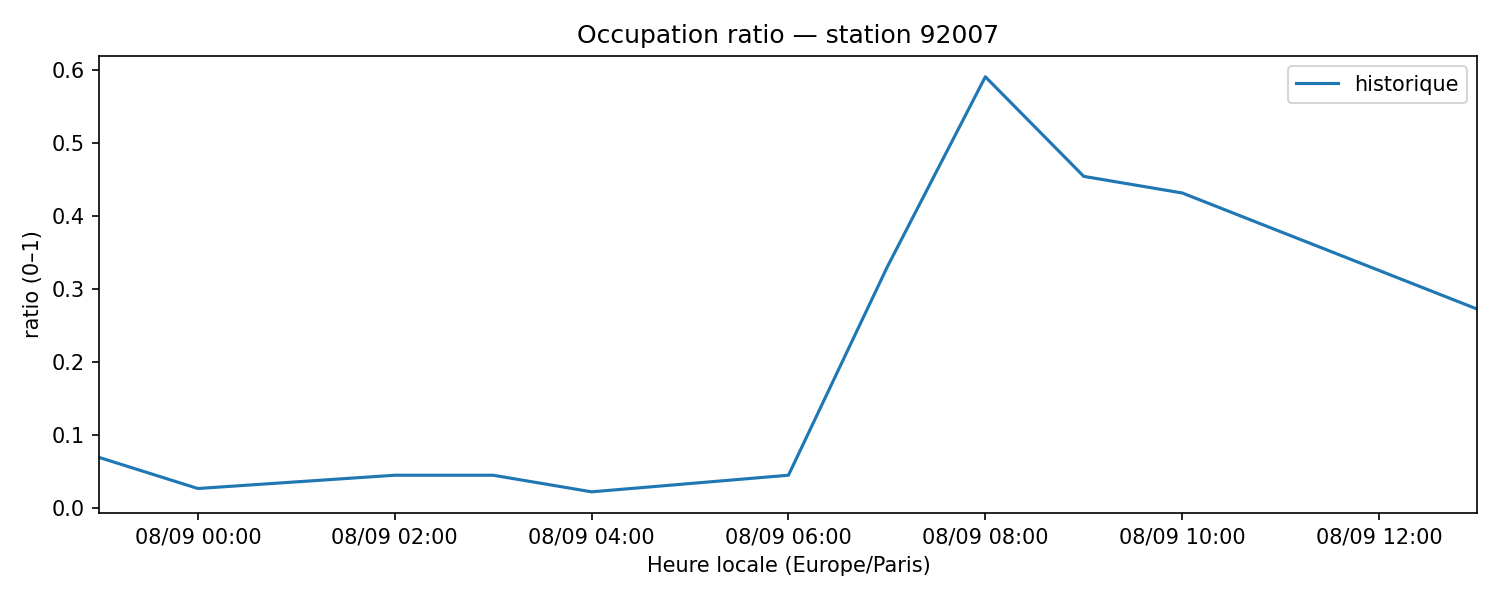 Occupation ratio — station 92007
historique
0.6
0.5
0.4
0.3
0.2
0.1
0.0
ratio (0–1)
08/09 00:00 08/09 02:00 08/09 04:00 08/09 06:00 08/09 08:00 08/09 10:00 08/09 12:00
Heure locale (Europe/Paris)